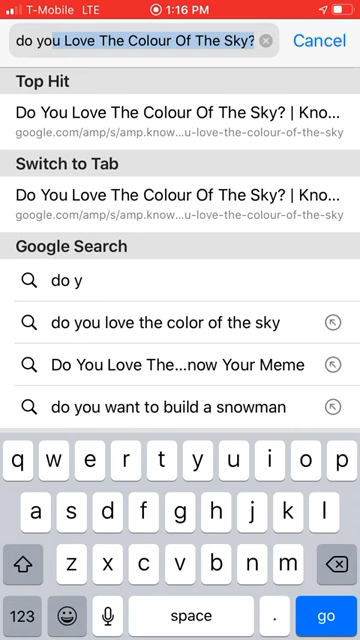 T-Mobile LTE 1:16 PM
do you Love The Colour Of The Sky? Cancel
Top Hit
Do You Love The Colour Of The Sky? | Kno...
google.com/amp/s/amp.know...u-love-the-colour-of-the-sky
Switch to Tab
Do You Love The Colour Of The Sky? | Kno...
google.com/amp/s/amp.know...u-love-the-colour-of-the-sky
Google Search
do y
do you love the color of the sky
Do You Love The...now Your Meme
do you want to build a snowman
q w e r t y u i o p
a s d f g h j k l
z x c v b n m
123 space . go